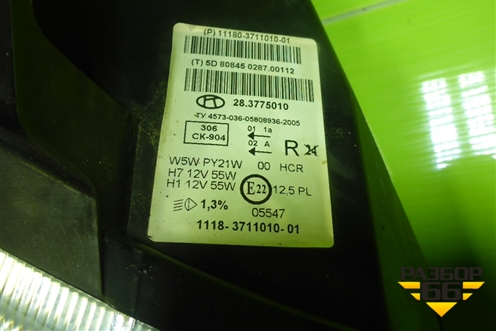 (P) 11180-3711010-01
(T) 5D 80845 0287.00112
28.3775010
ТУ 4573-036-05808936-2005
306 01 1a
СК-904 02 A R 24
W5W PY21W 00 HCR
H7 12V 55W
H1 12V 55W E22 12,5 PL
1,3% 05547
1118-3711010-01
РАЗБОР
66